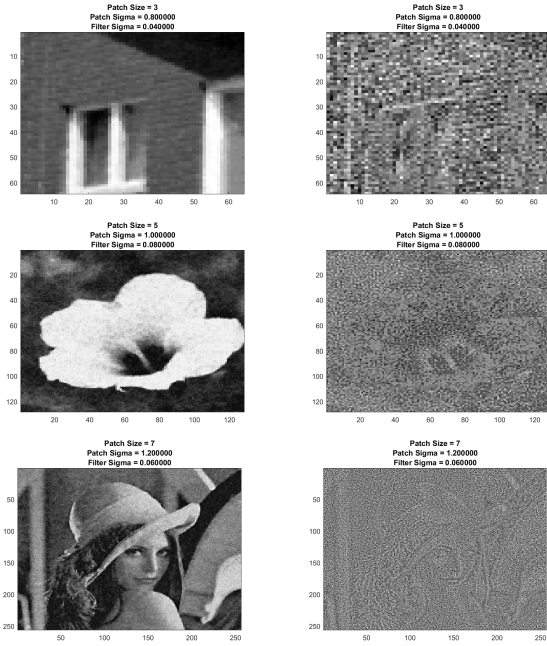 Patch Size = 3
Patch Sigma = 0.800000
Filter Sigma = 0.040000
10
20
30
40
50
60
10 20 30 40 50 60
Patch Size = 3
Patch Sigma = 0.800000
Filter Sigma = 0.040000
10
20
30
40
50
60
10 20 30 40 50 60
Patch Size = 5
Patch Sigma = 1.000000
Filter Sigma = 0.080000
20
40
60
80
100
120
20 40 60 80 100 120
Patch Size = 5
Patch Sigma = 1.000000
Filter Sigma = 0.080000
20
40
60
80
100
120
20 40 60 80 100 120
Patch Size = 7
Patch Sigma = 1.200000
Filter Sigma = 0.060000
50
100
150
200
250
50 100 150 200 250
Patch Size = 7
Patch Sigma = 1.200000
Filter Sigma = 0.060000
50
100
150
200
250
50 100 150 200 250